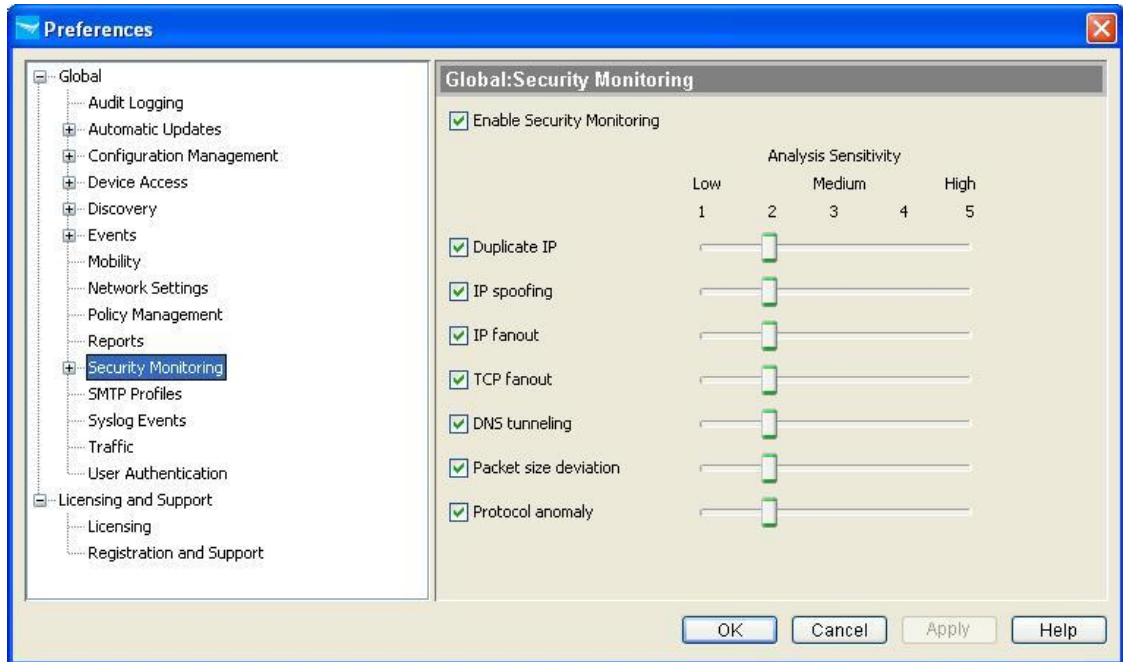 Preferences
Global
Audit Logging
Automatic Updates
Configuration Management
Device Access
Discovery
Events
Mobility
Network Settings
Policy Management
Reports
Security Monitoring
SMTP Profiles
Syslog Events
Traffic
User Authentication
Licensing and Support
Licensing
Registration and Support
Global:Security Monitoring
Enable Security Monitoring
Analysis Sensitivity
Low Medium High
1 2 3 4 5
Duplicate IP
IP spoofing
IP fanout
TCP fanout
DNS tunneling
Packet size deviation
Protocol anomaly
OK Cancel Apply Help